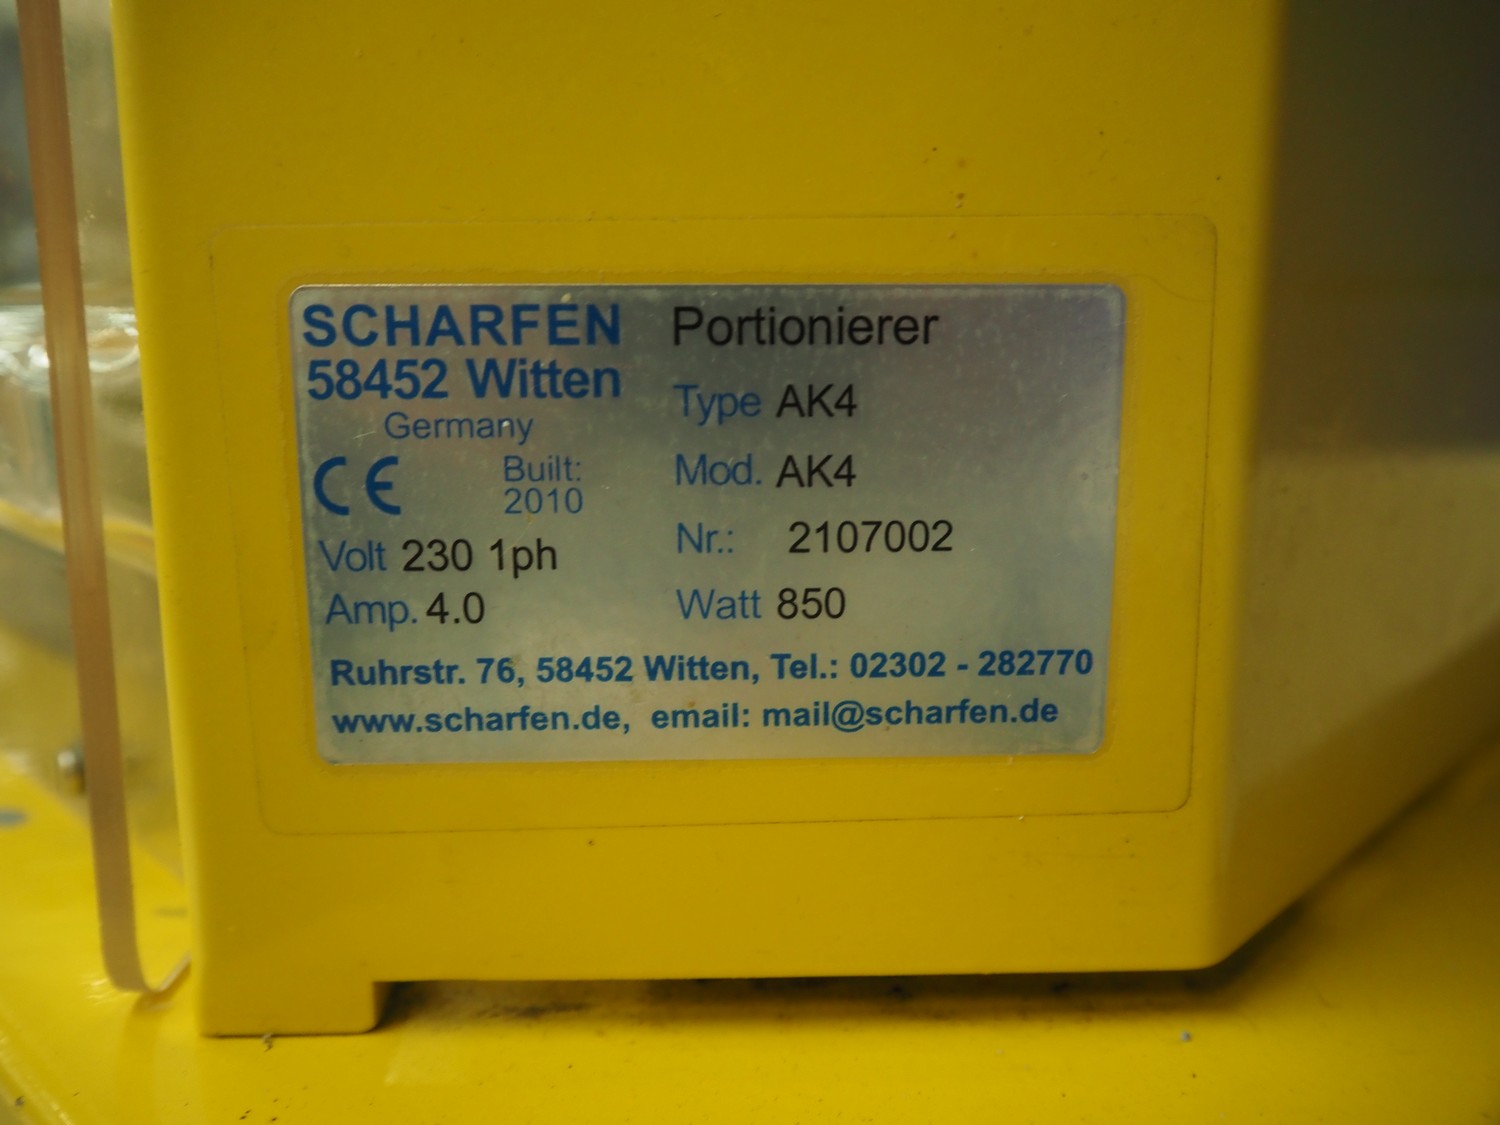 SCHARFEN
58452 Witten
Germany
CE
Built:
2010
Volt 230 1ph
Amp. 4.0
Portionierer
Type AK4
Mod. AK4
Nr.: 2107002
Watt 850
Ruhrstr. 76, 58452 Witten, Tel.: 02302 - 282770
www.scharfen.de, email: mail@scharfen.de